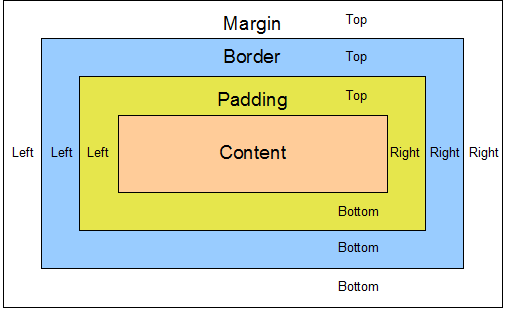 Margin Top
Border Top
Padding Top
Left Left Left Content Right Right Right
Bottom
Bottom
Bottom